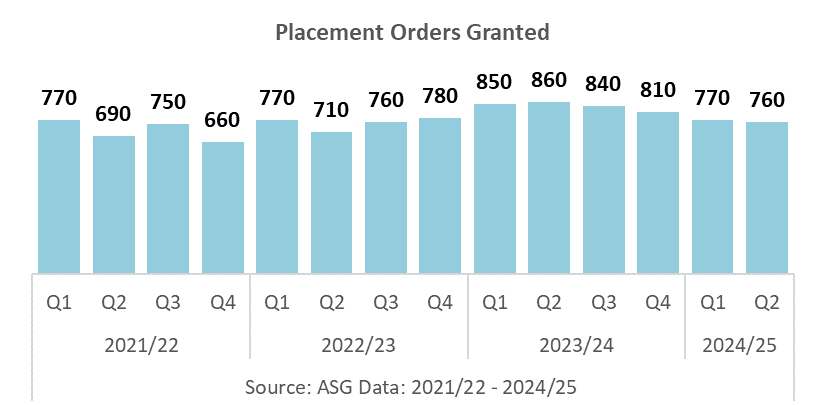 Placement Orders Granted
770 690 750 660 770 710 760 780 850 860 840 810 770 760
Q1 Q2 Q3 Q4 Q1 Q2 Q3 Q4 Q1 Q2 Q3 Q4 Q1 Q2
2021/22 2022/23 2023/24 2024/25
Source: ASG Data: 2021/22 - 2024/25